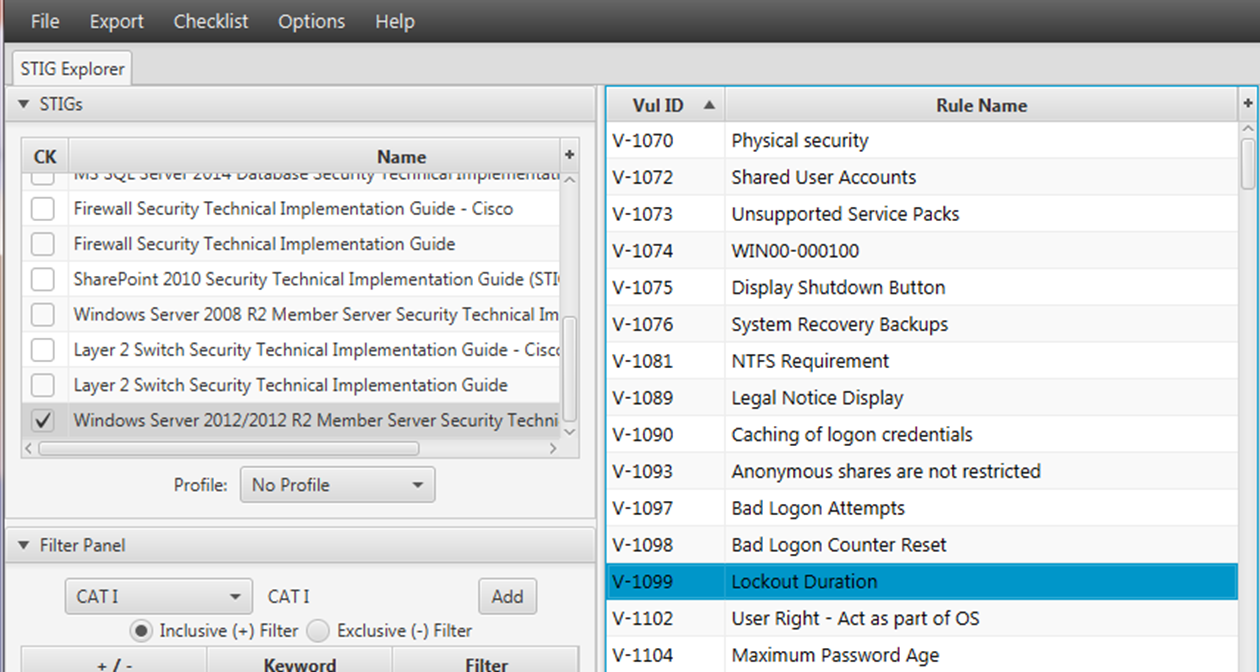 File Export Checklist Options Help
STIG Explorer
STIGs
CK Name +
MS SQL Server 2014 Database Security Technical Implementati
Firewall Security Technical Implementation Guide - Cisco
Firewall Security Technical Implementation Guide
SharePoint 2010 Security Technical Implementation Guide (STI
Windows Server 2008 R2 Member Server Security Technical Im
Layer 2 Switch Security Technical Implementation Guide - Cisc
Layer 2 Switch Security Technical Implementation Guide
Windows Server 2012/2012 R2 Member Server Security Techni
Profile: No Profile
Filter Panel
CAT I CAT I Add
Inclusive (+) Filter Exclusive (-) Filter
+ / - Keyword Filter
Vul ID Rule Name +
V-1070 Physical security
V-1072 Shared User Accounts
V-1073 Unsupported Service Packs
V-1074 WIN00-000100
V-1075 Display Shutdown Button
V-1076 System Recovery Backups
V-1081 NTFS Requirement
V-1089 Legal Notice Display
V-1090 Caching of logon credentials
V-1093 Anonymous shares are not restricted
V-1097 Bad Logon Attempts
V-1098 Bad Logon Counter Reset
V-1099 Lockout Duration
V-1102 User Right - Act as part of OS
V-1104 Maximum Password Age